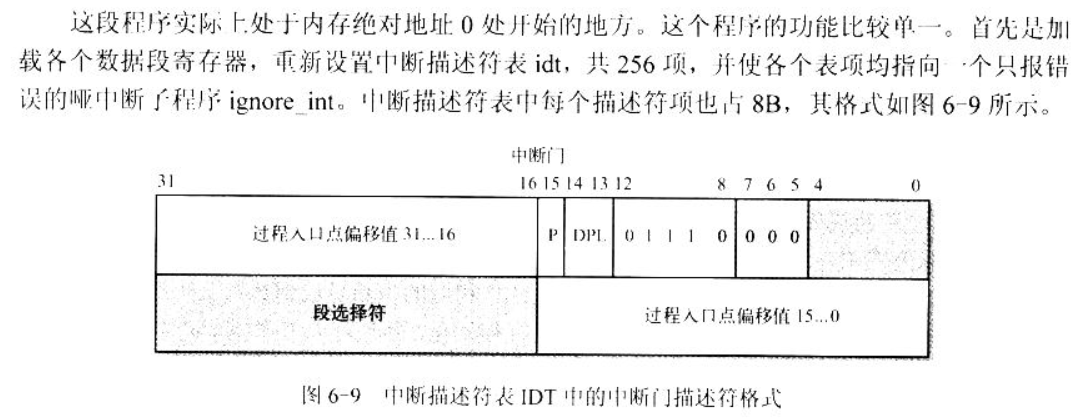 这段程序实际上处于内存绝对地址 0 处开始的地方。这个程序的功能比较单一。首先是加
载各个数据段寄存器，重新设置中断描述符表 idt，共 256 项，并使各个表项均指向一个只报错
误的哑中断子程序 ignore_int。中断描述符表中每个描述符项也占 8B，其格式如图 6-9 所示。
中断门
31 16 15 14 13 12 8 7 6 5 4 0
过程入口点偏移值 31…16 P DPL 0 1 1 1 0 0 0 0
段选择符 过程入口点偏移值 15…0
图 6-9 中断描述符表 IDT 中的中断门描述符格式